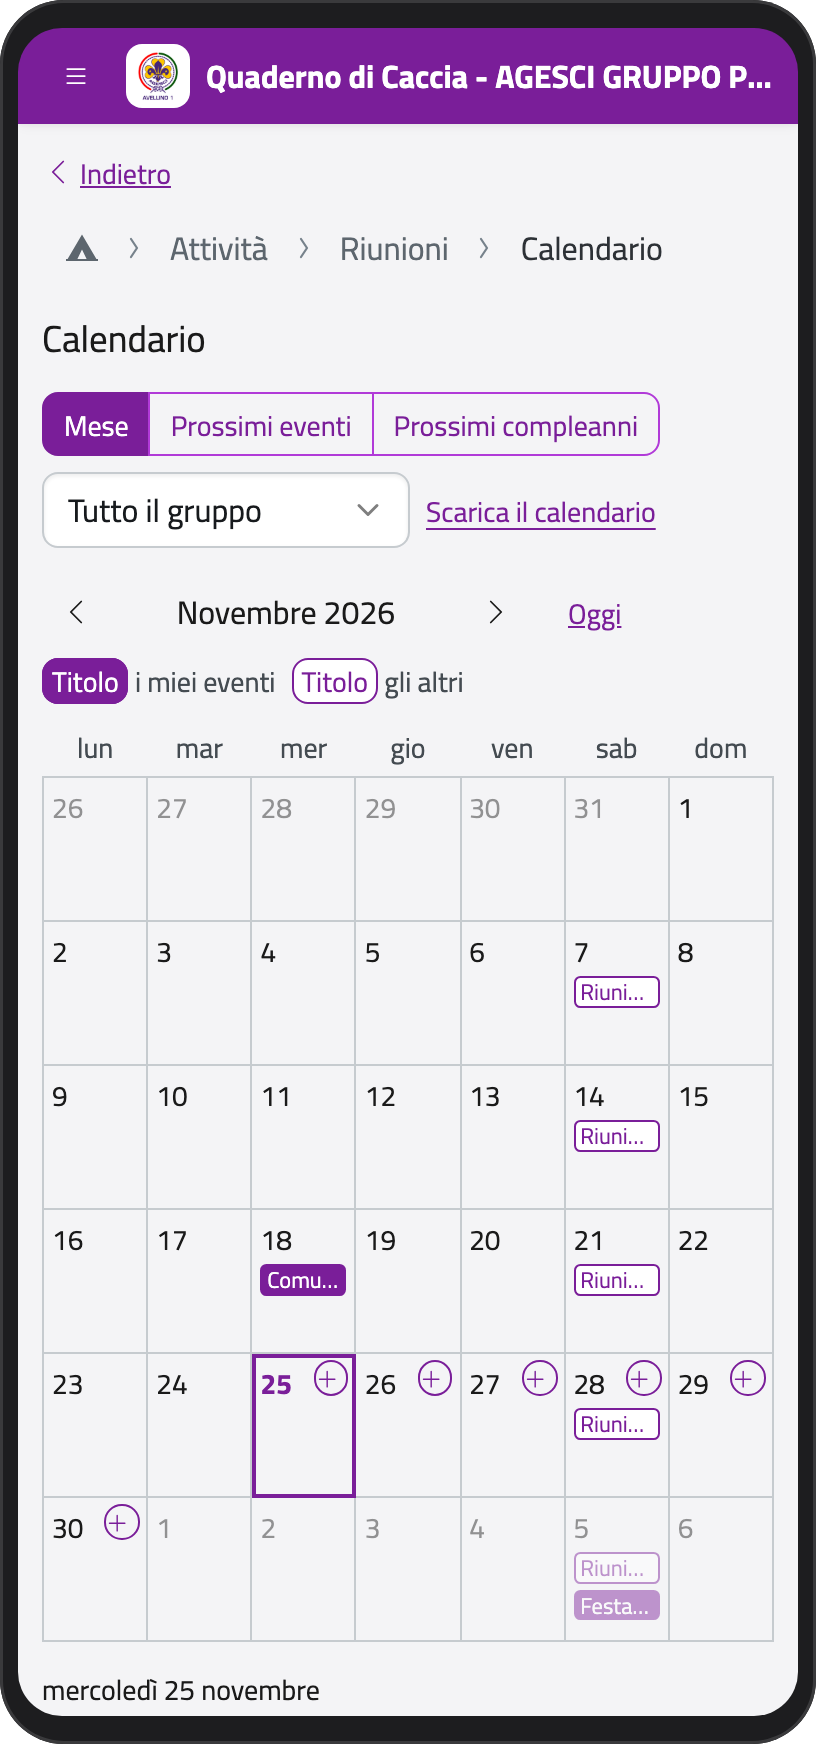 AVELLINO 1
Quaderno di Caccia - AGESCI GRUPPO P...
Indietro
Attività
Riunioni
Calendario
Calendario
Mese
Prossimi eventi
Prossimi compleanni
Tutto il gruppo
Scarica il calendario
Novembre 2026
Oggi
Titolo i miei eventi
Titolo gli altri
lun mar mer gio ven sab dom
26 27 28 29 30 31 1
2 3 4 5 6 7 8
Riuni...
9 10 11 12 13 14 15
Riuni...
16 17 18 19 20 21 22
Comu... Riuni...
23 24 25 26 27 28 29
Riuni...
30 1 2 3 4 5 6
Riuni...
Festa...
mercoledì 25 novembre